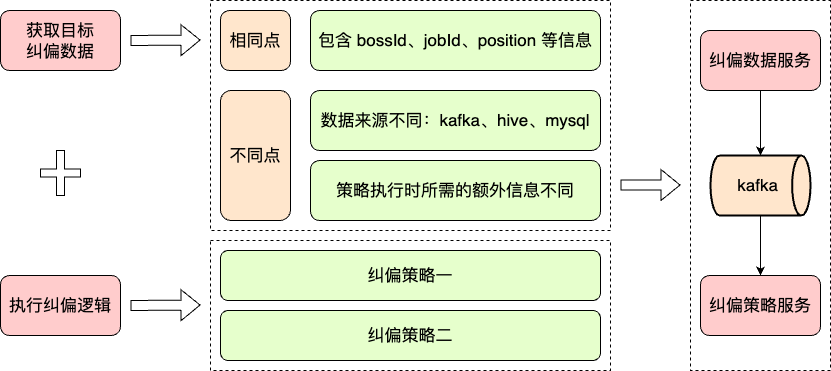 获取目标
纠偏数据
相同点
包含 bossId、jobId、position 等信息
不同点
数据来源不同：kafka、hive、mysql
策略执行时所需的额外信息不同
执行纠偏逻辑
纠偏策略一
纠偏策略二
纠偏数据服务
kafka
纠偏策略服务